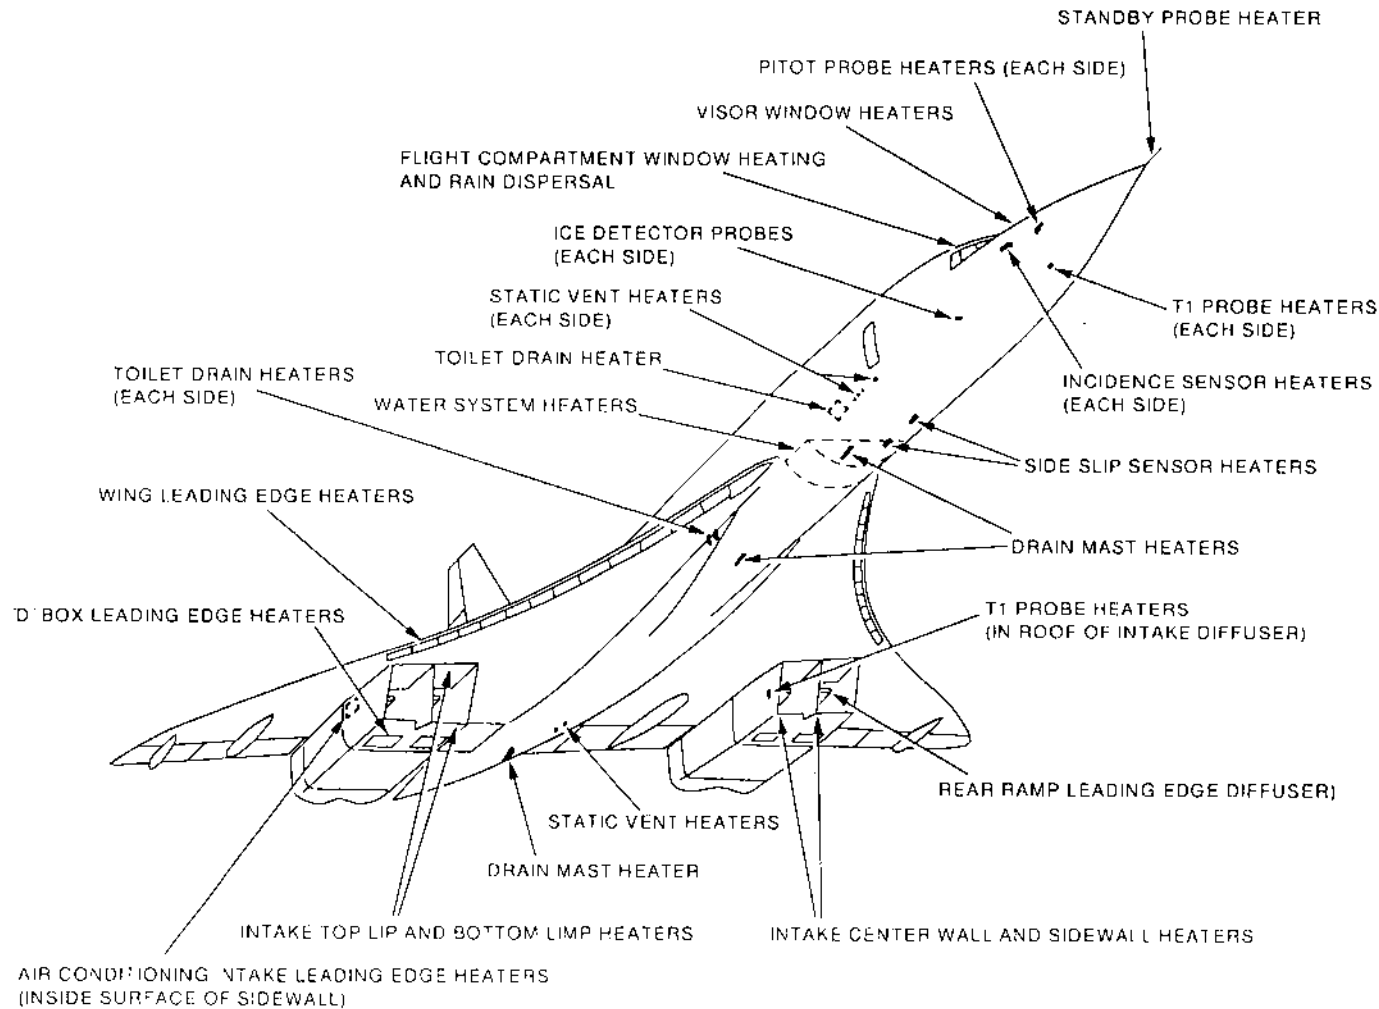 STANDBY PROBE HEATER
PITOT PROBE HEATERS (EACH SIDE)
VISOR WINDOW HEATERS
FLIGHT COMPARTMENT WINDOW HEATING
AND RAIN DISPERSAL
ICE DETECTOR PROBES
(EACH SIDE)
STATIC VENT HEATERS
(EACH SIDE)
T1 PROBE HEATERS
(EACH SIDE)
TOILET DRAIN HEATER
TOILET DRAIN HEATERS
(EACH SIDE)
INCIDENCE SENSOR HEATERS
(EACH SIDE)
WATER SYSTEM HEATERS
SIDE SLIP SENSOR HEATERS
WING LEADING EDGE HEATERS
DRAIN MAST HEATERS
'D' BOX LEADING EDGE HEATERS
T1 PROBE HEATERS
(IN ROOF OF INTAKE DIFFUSER)
REAR RAMP LEADING EDGE DIFFUSER)
STATIC VENT HEATERS
DRAIN MAST HEATER
INTAKE TOP LIP AND BOTTOM LIMP HEATERS
INTAKE CENTER WALL AND SIDEWALL HEATERS
AIR CONDITIONING INTAKE LEADING EDGE HEATERS
(INSIDE SURFACE OF SIDEWALL)